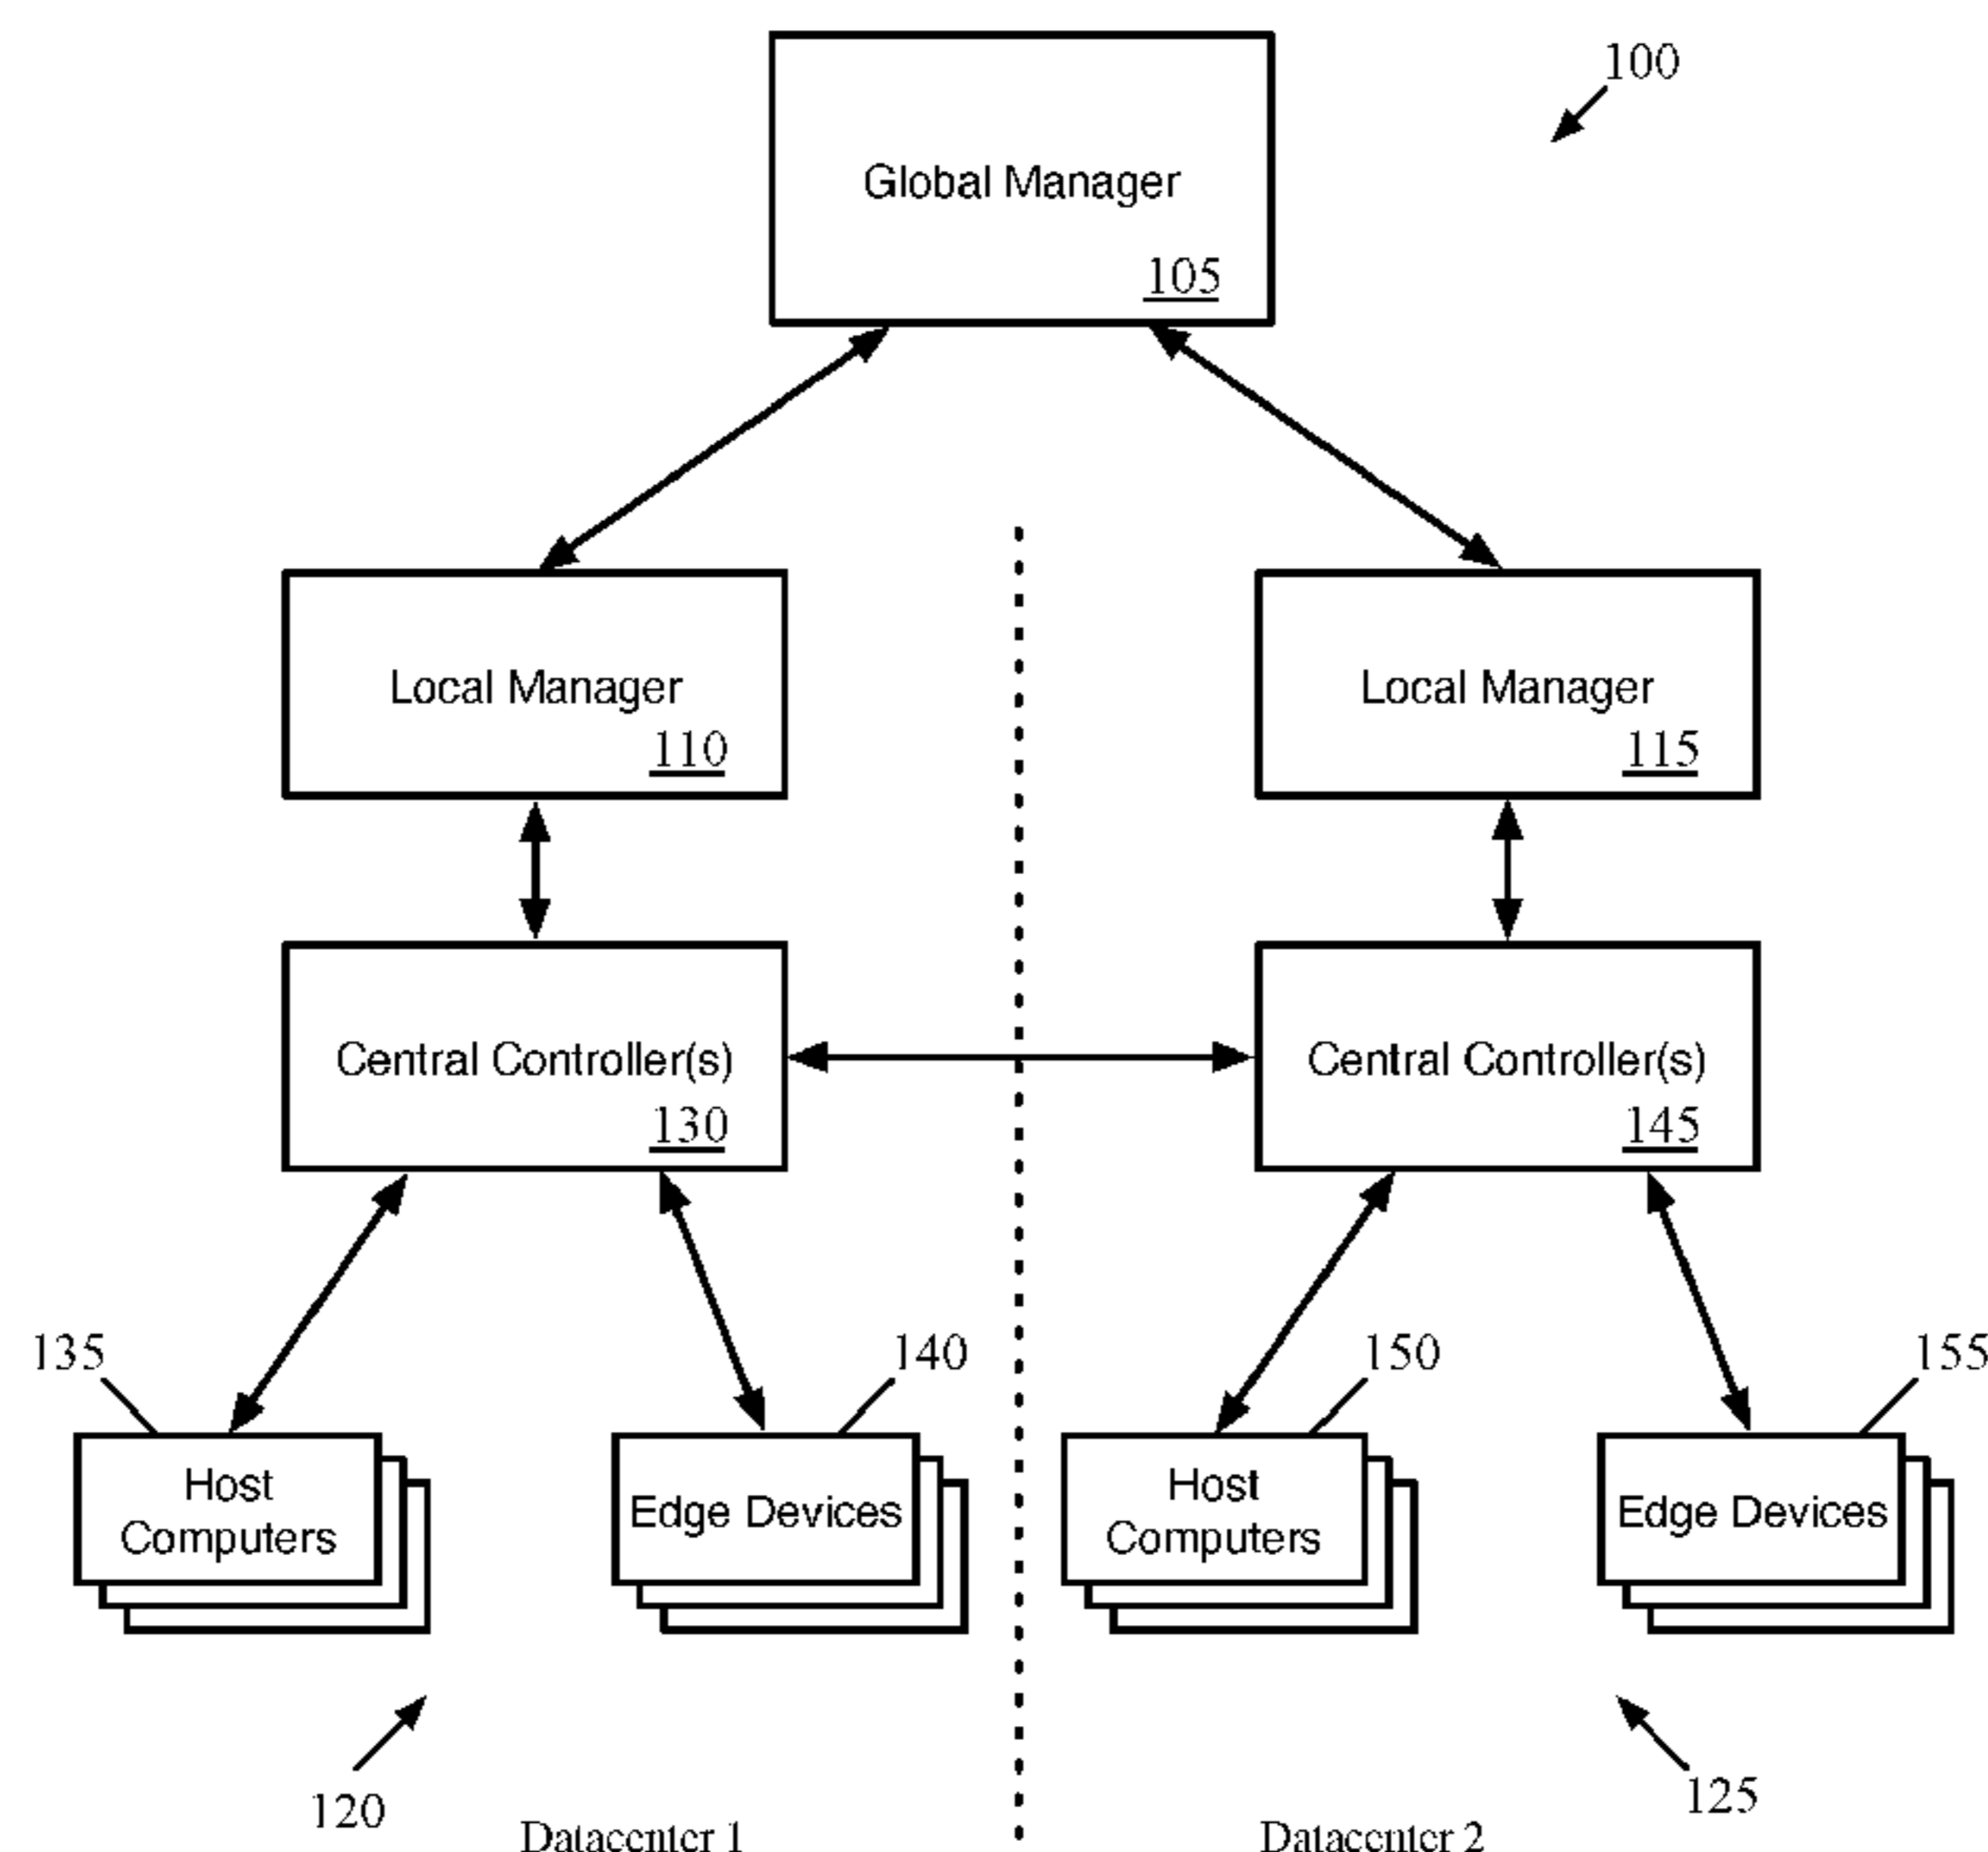 100
Global Manager
105
Local Manager
110
Local Manager
115
Central Controller(s)
130
Central Controller(s)
145
135
140
150
155
Host
Computers
Edge Devices
Host
Computers
Edge Devices
120
125
Datacenter 1
Datacenter 2